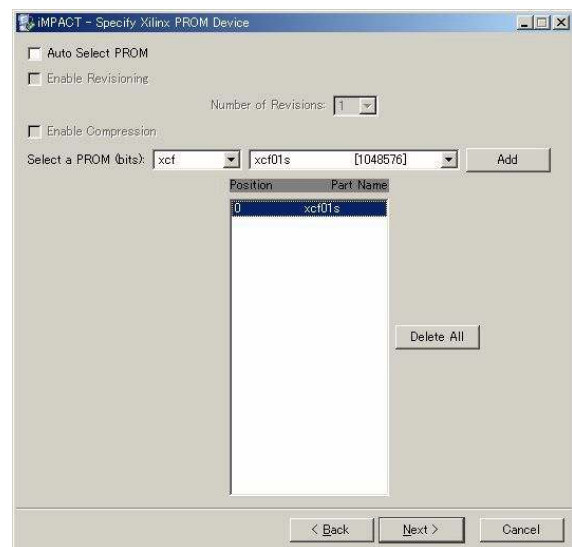 iMPACT - Specify Xilinx PROM Device
Auto Select PROM
Enable Revisioning
Number of Revisions: 1
Enable Compression
Select a PROM (bits): xcf xcf01s [1048576] Add
Position Part Name
0 xcf01s
Delete All
< Back Next > Cancel